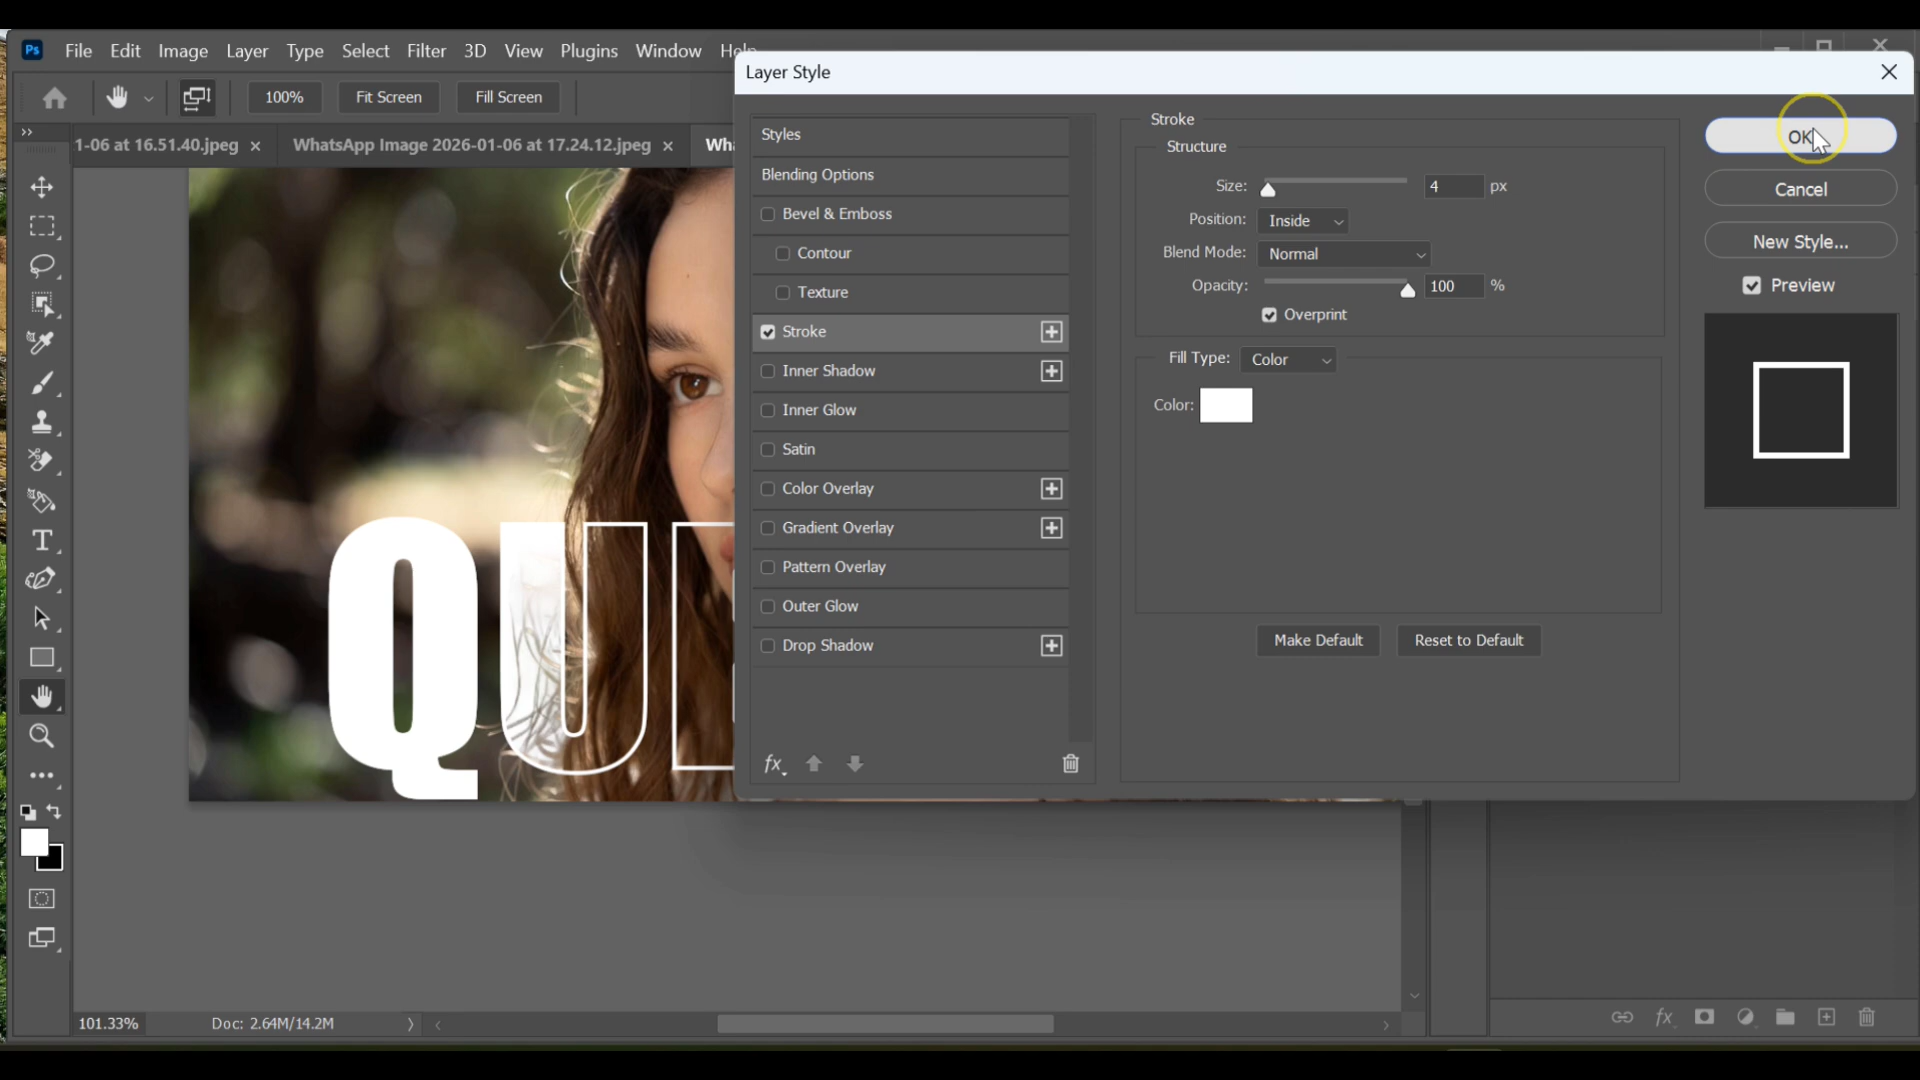 Ps File Edit Image Layer Type Select Filter 3D View Plugins Window Help
Layer Style
100% Fit Screen Fill Screen
1-06 at 16.51.40.jpeg × WhatsApp Image 2026-01-06 at 17.24.12.jpeg × Wh
Styles
Blending Options
Bevel & Emboss
Contour
Texture
Stroke
Inner Shadow
Inner Glow
Satin
Color Overlay
Gradient Overlay
Pattern Overlay
Outer Glow
Drop Shadow
fx
Stroke
Structure
Size: 4 px
Position: Inside
Blend Mode: Normal
Opacity: 100 %
Overprint
Fill Type: Color
Color:
Make Default Reset to Default
OK
Cancel
New Style...
Preview
QU
T
101.33% Doc: 2.64M/14.2M
fx